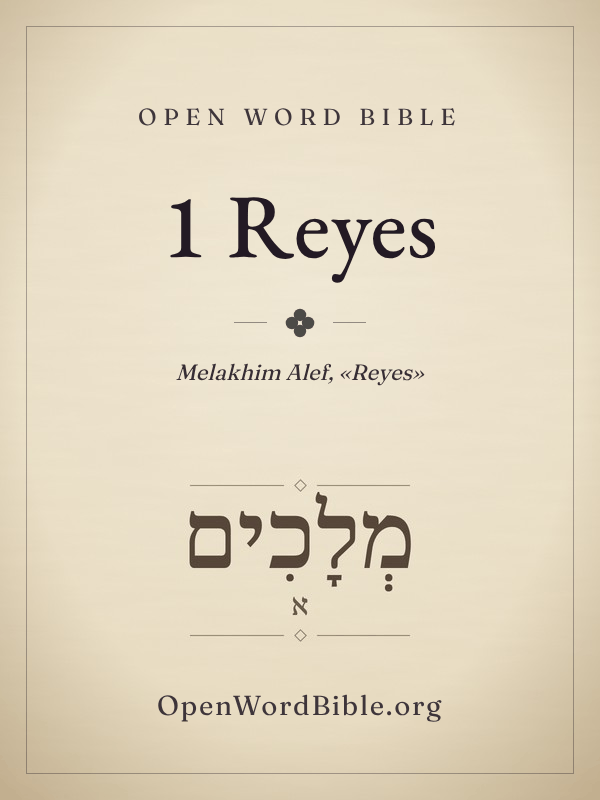 OPEN WORD BIBLE
1 Reyes
Melakhim Alef, «Reyes»
מְלָכִים
א
OpenWordBible.org